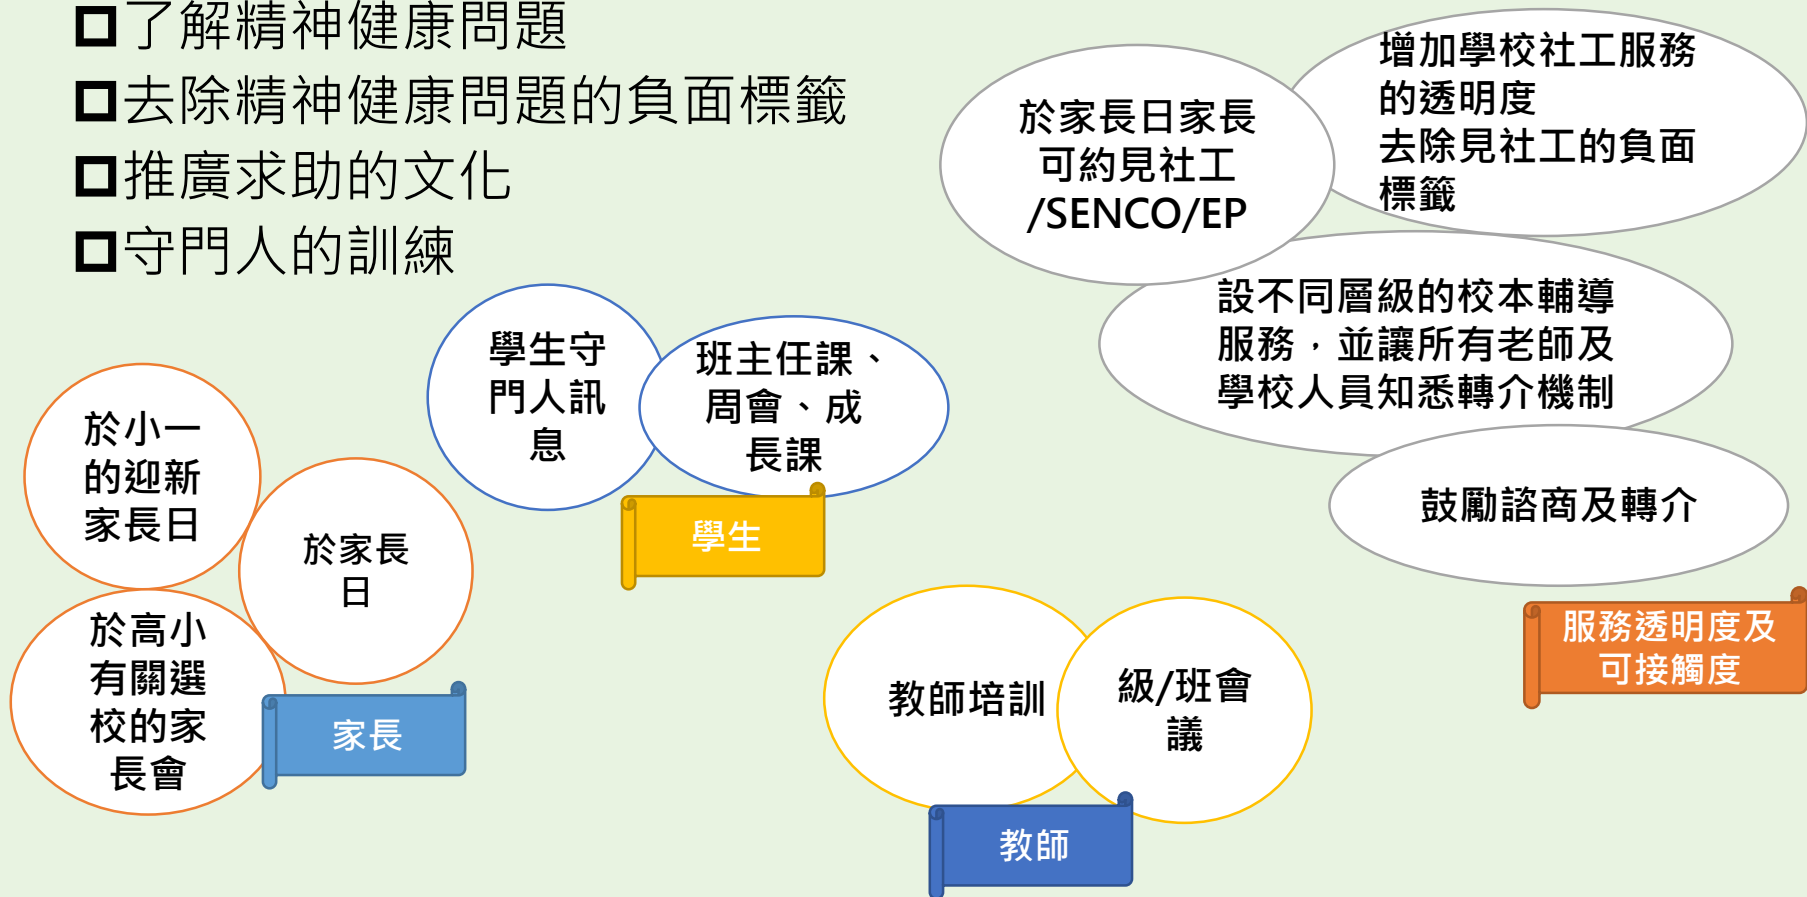 了解精神健康問題
去除精神健康問題的負面標籤
推廣求助的文化
守門人的訓練
於小一
的迎新
家長日
於家長
日
於高小
有關選
校的家
長會
家長
學生守
門人訊
息
班主任課、
周會、成
長課
學生
教師培訓
級/班會
議
教師
於家長日家長
可約見社工
/SENCO/EP
增加學校社工服務
的透明度
去除見社工的負面
標籤
設不同層級的校本輔導
服務，並讓所有老師及
學校人員知悉轉介機制
鼓勵諮商及轉介
服務透明度及
可接觸度